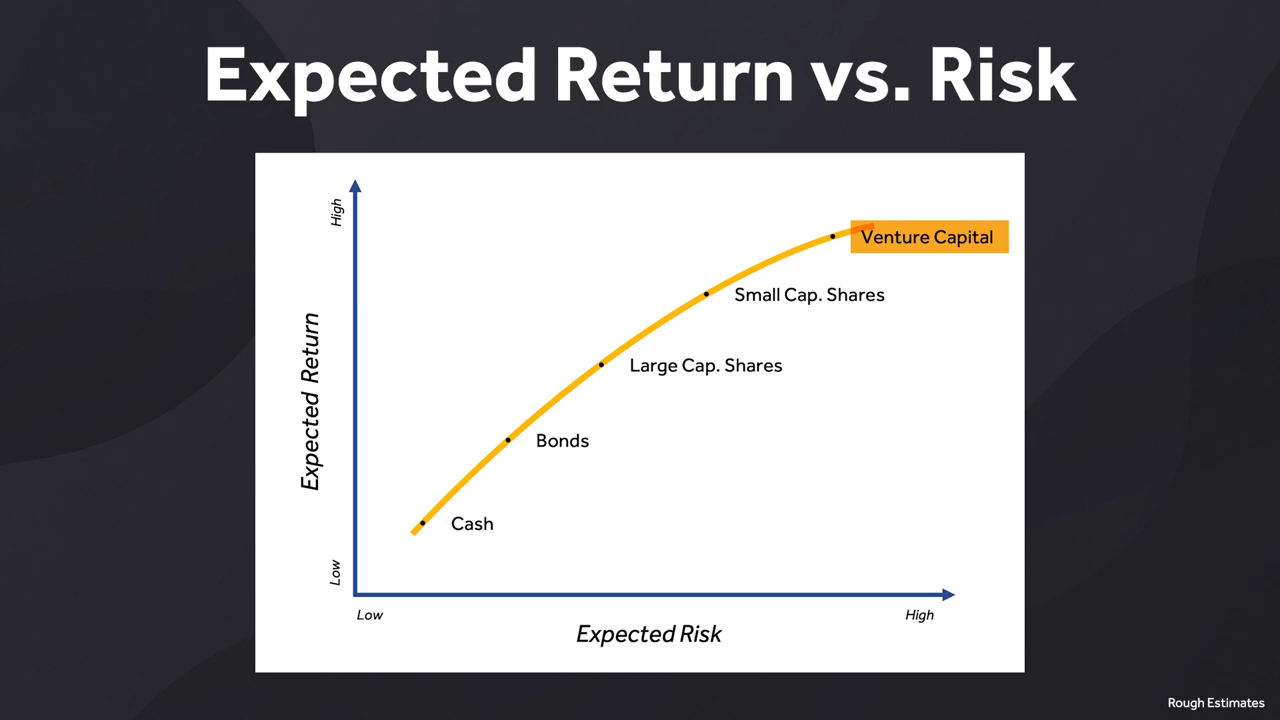 Expected Return vs. Risk
High
Venture Capital
Small Cap. Shares
Expected Return
Large Cap. Shares
Bonds
Cash
Low
Low
High
Expected Risk
Rough Estimates